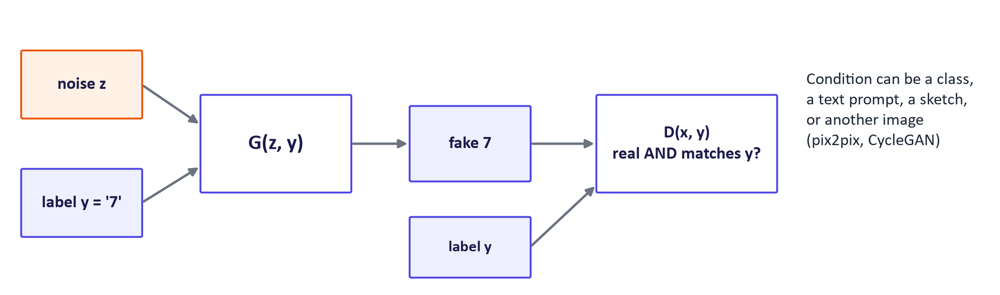 noise z
label y = '7'
G(z, y)
fake 7
label y
D(x, y)
real AND matches y?
Condition can be a class,
a text prompt, a sketch,
or another image
(pix2pix, CycleGAN)